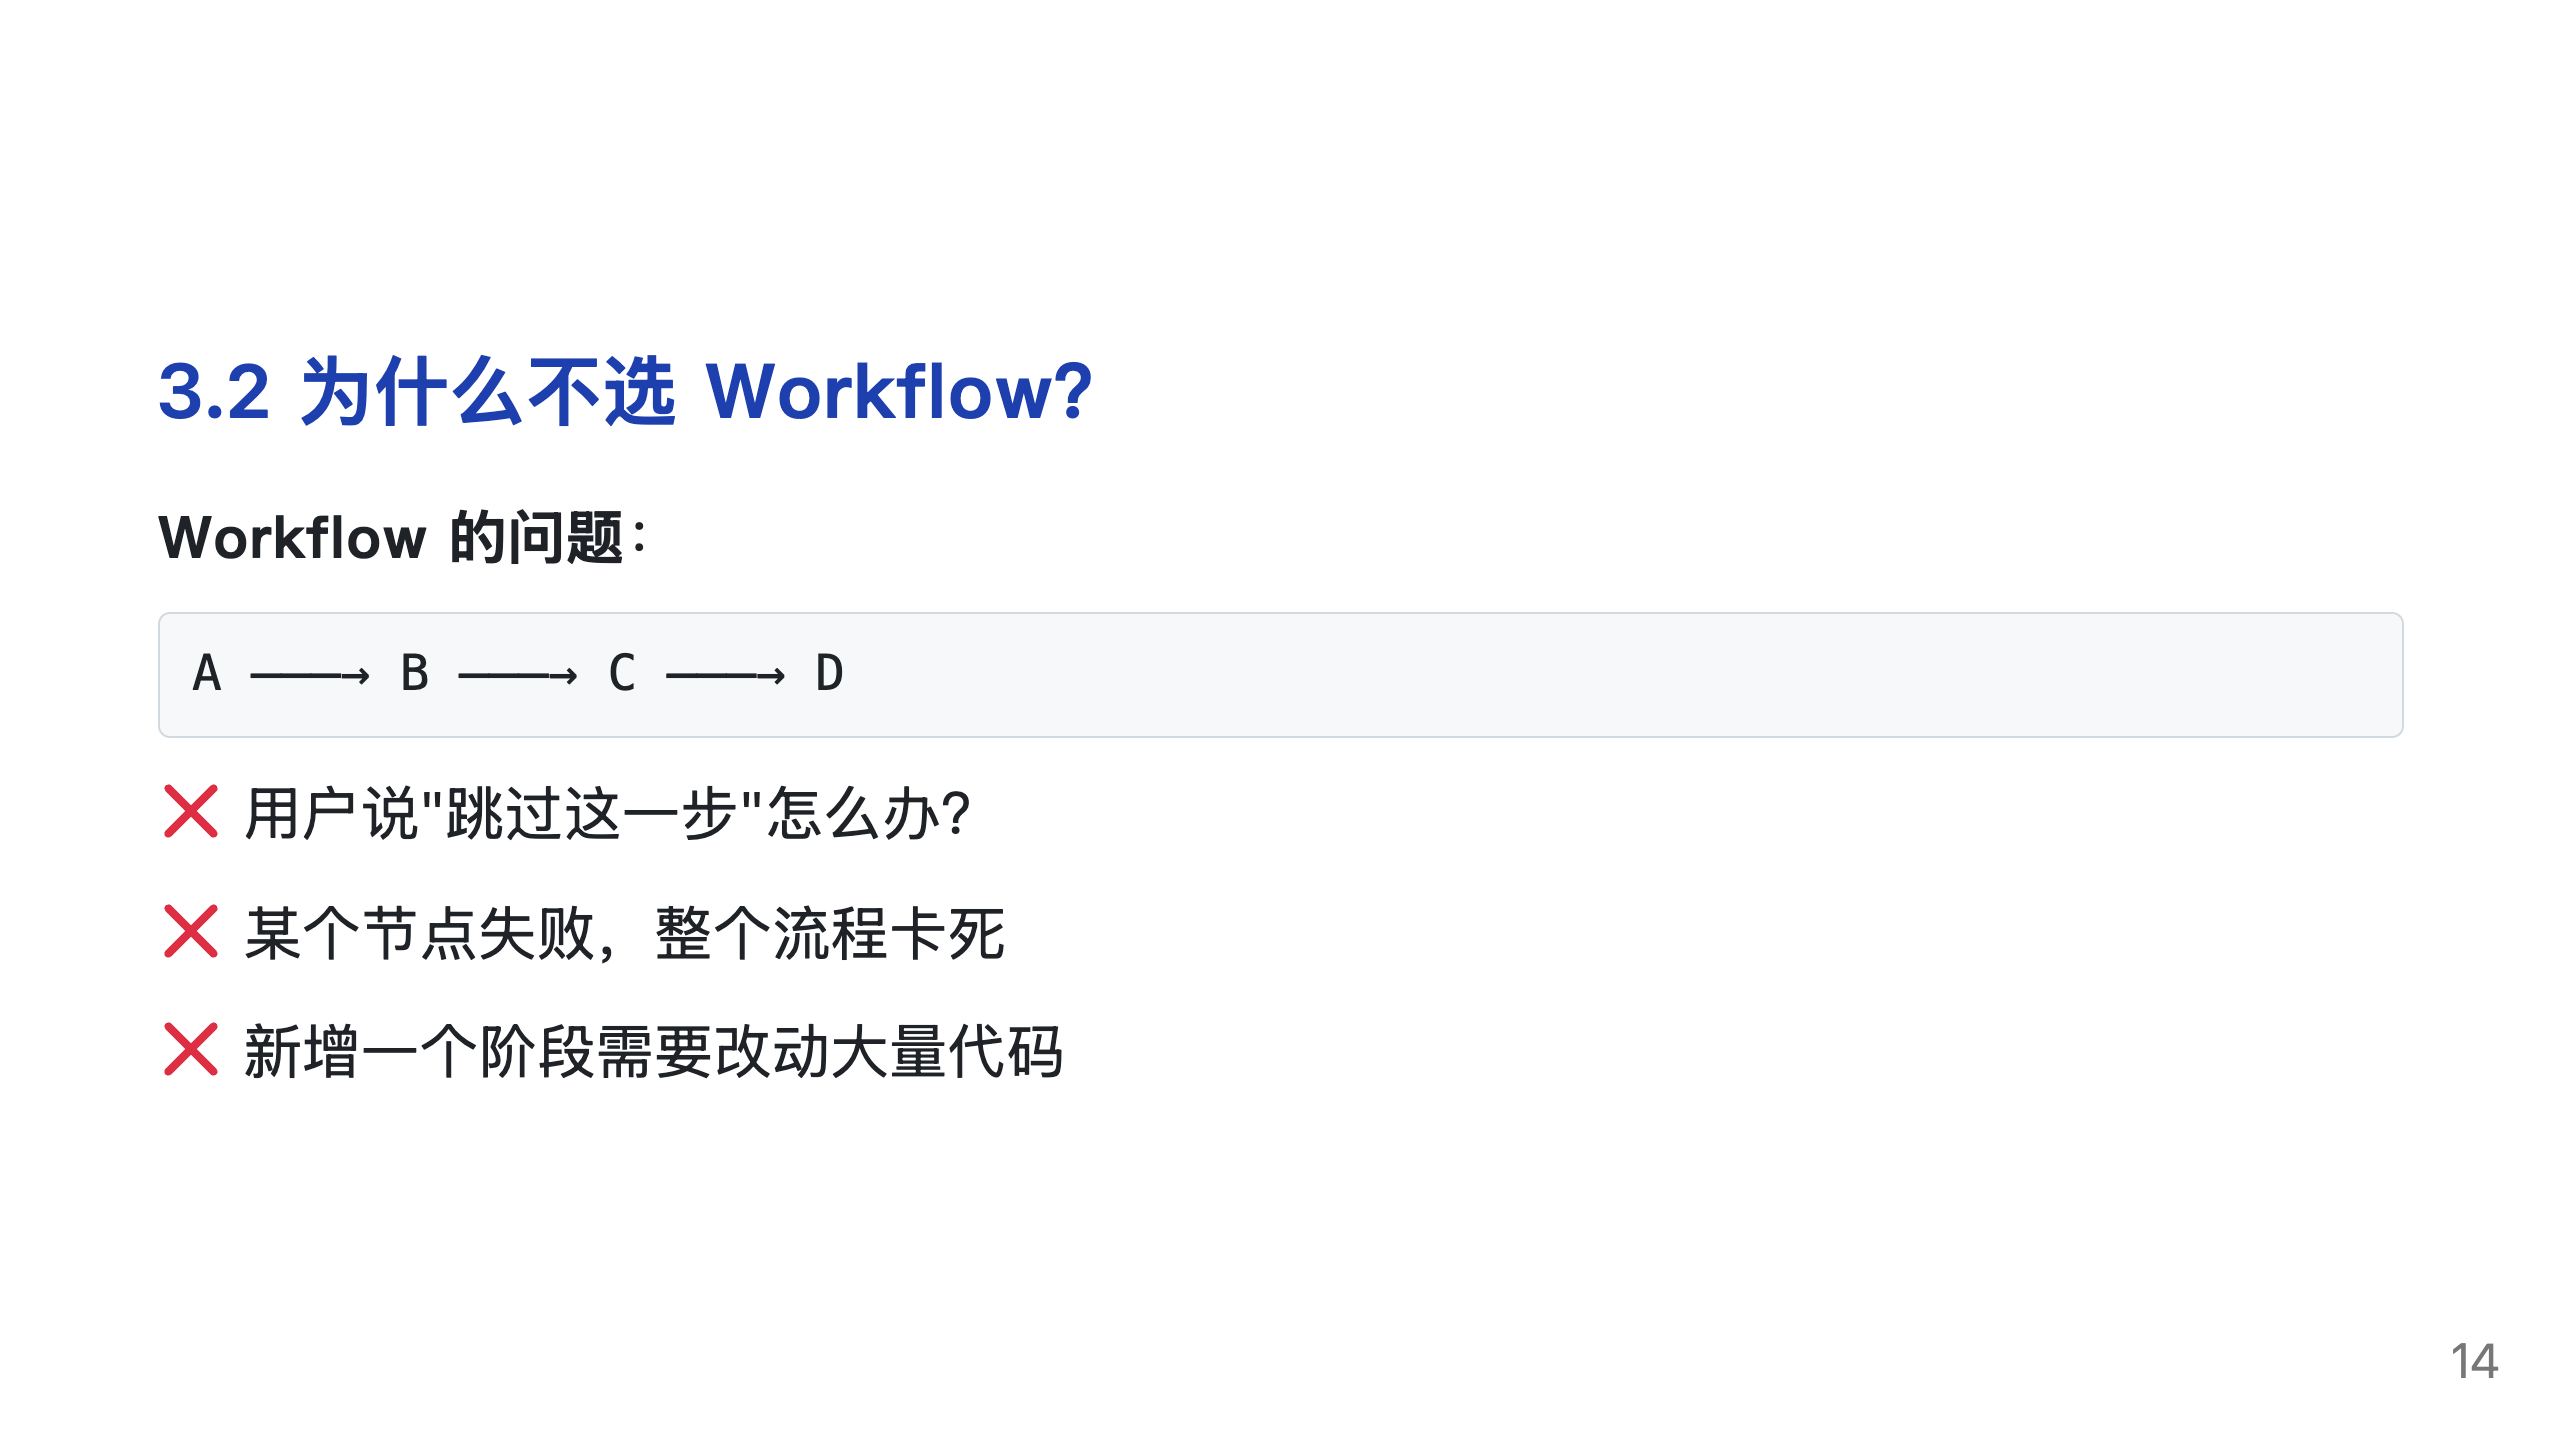 3.2 为什么不选 Workflow?
Workflow 的问题：
A ———→ B ———→ C ———→ D
❌ 用户说"跳过这一步"怎么办?
❌ 某个节点失败，整个流程卡死
❌ 新增一个阶段需要改动大量代码
14